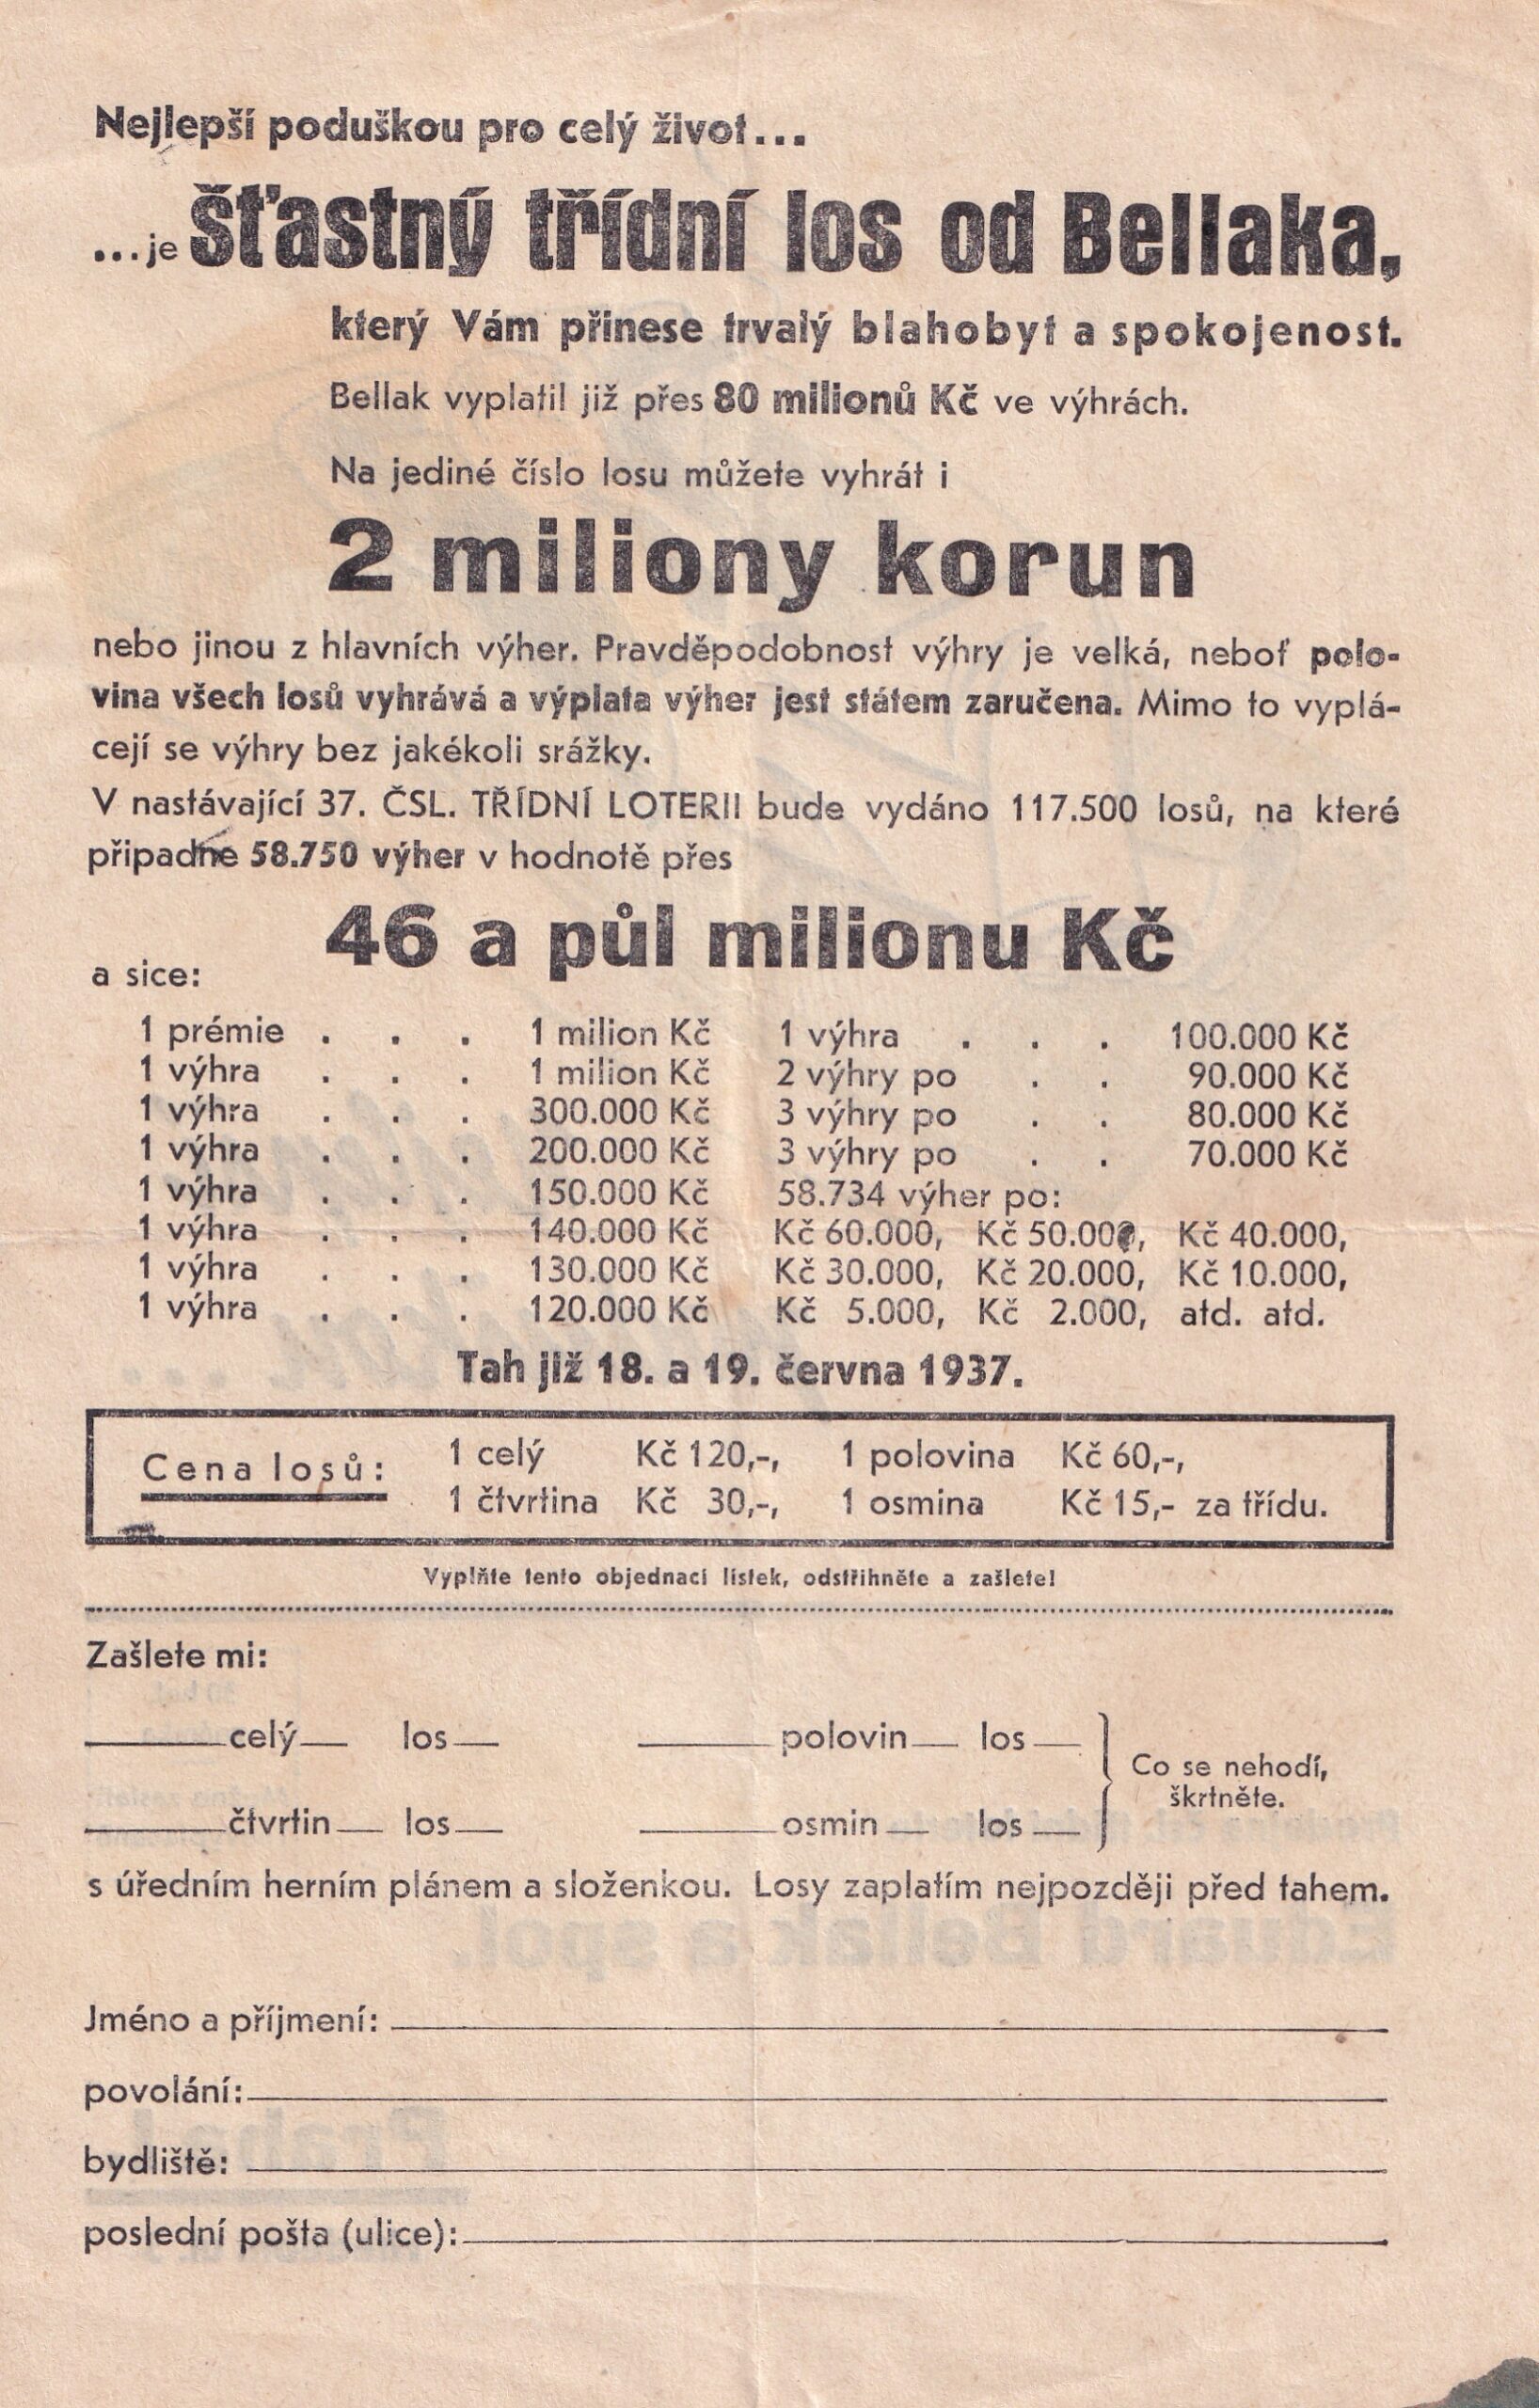 Nejlepší poduškou pro celý život...
...je šťastný třídní los od Bellaka,
který Vám přinese trvalý blahobyt a spokojenost.
Bellak vyplatil již přes 80 milionů Kč ve výhrách.
Na jediné číslo losu můžete vyhrát i
2 miliony korun
nebo jinou z hlavních výher. Pravděpodobnost výhry je velká, neboť polo-
vina všech losů vyhrává a výplata výher jest státem zaručena. Mimo to vyplá-
cejí se výhry bez jakékoli srážky.
V nastávající 37. ČSL. TŘÍDNÍ LOTERII bude vydáno 117.500 losů, na které
připadne 58.750 výher v hodnotě přes
46 a půl milionu Kč
a sice:
1 prémie . . . 1 milion Kč 1 výhra . . . 100.000 Kč
1 výhra . . . 1 milion Kč 2 výhry po . . 90.000 Kč
1 výhra . . . 300.000 Kč 3 výhry po . . 80.000 Kč
1 výhra . . . 200.000 Kč 3 výhry po . . 70.000 Kč
1 výhra . . . 150.000 Kč 58.734 výher po:
1 výhra . . . 140.000 Kč Kč 60.000, Kč 50.000, Kč 40.000,
1 výhra . . . 130.000 Kč Kč 30.000, Kč 20.000, Kč 10.000,
1 výhra . . . 120.000 Kč Kč 5.000, Kč 2.000, atd. atd.
Tah již 18. a 19. června 1937.
Cena losů: 1 celý Kč 120,-, 1 polovina Kč 60,-,
1 čtvrtina Kč 30,-, 1 osmina Kč 15,- za třídu.
Vyplňte tento objednací lístek, odstřihněte a zašlete!
Zašlete mi:
celý los polovin los
Co se nehodí,
škrtněte.
čtvrtin los osmin los
s úředním herním plánem a složenkou. Losy zaplatím nejpozději před tahem.
Jméno a příjmení:
povolání:
bydliště:
poslední pošta (ulice):